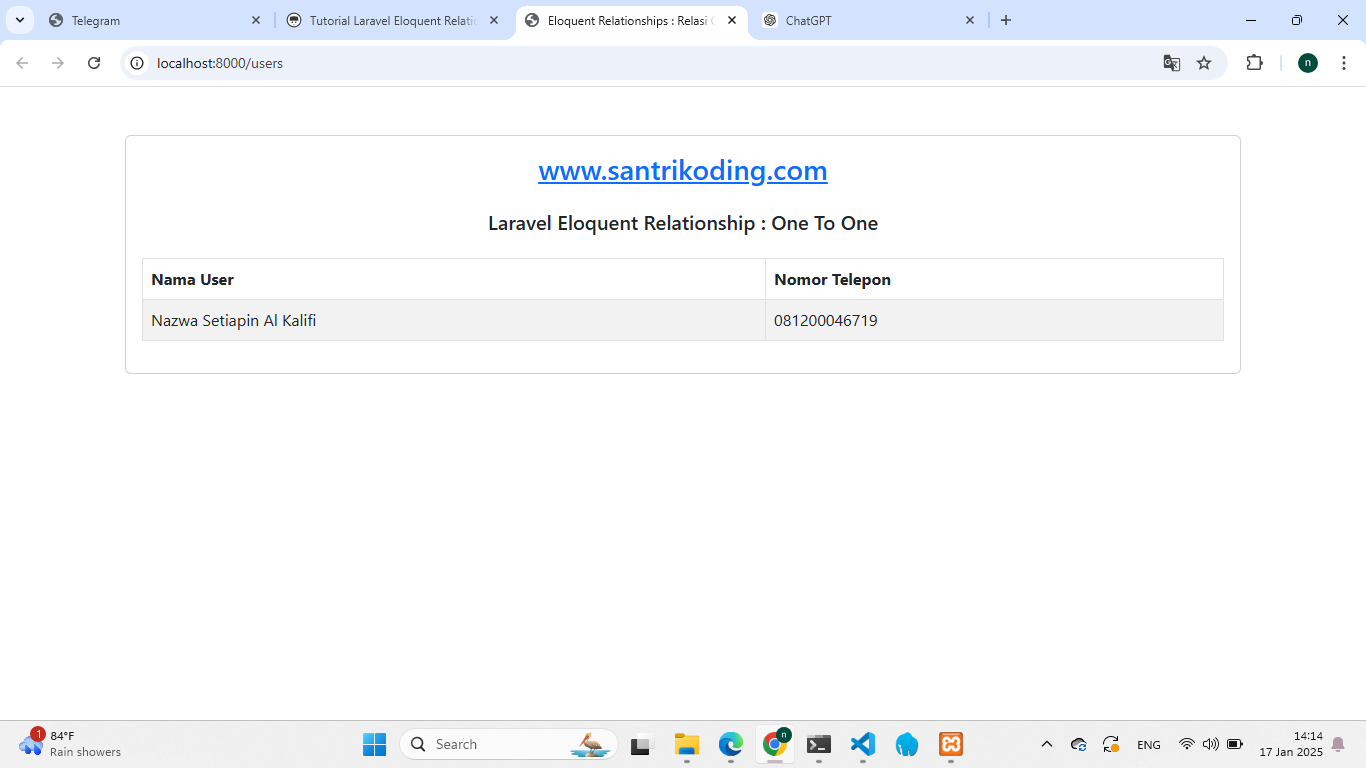 Telegram
Tutorial Laravel Eloquent Relatio
Eloquent Relationships : Relasi O
ChatGPT
localhost:8000/users
n
www.santrikoding.com
Laravel Eloquent Relationship : One To One
Nama User Nomor Telepon
Nazwa Setiapin Al Kalifi 081200046719
1
84°F
Rain showers
Search
n
ENG
14:14
17 Jan 2025